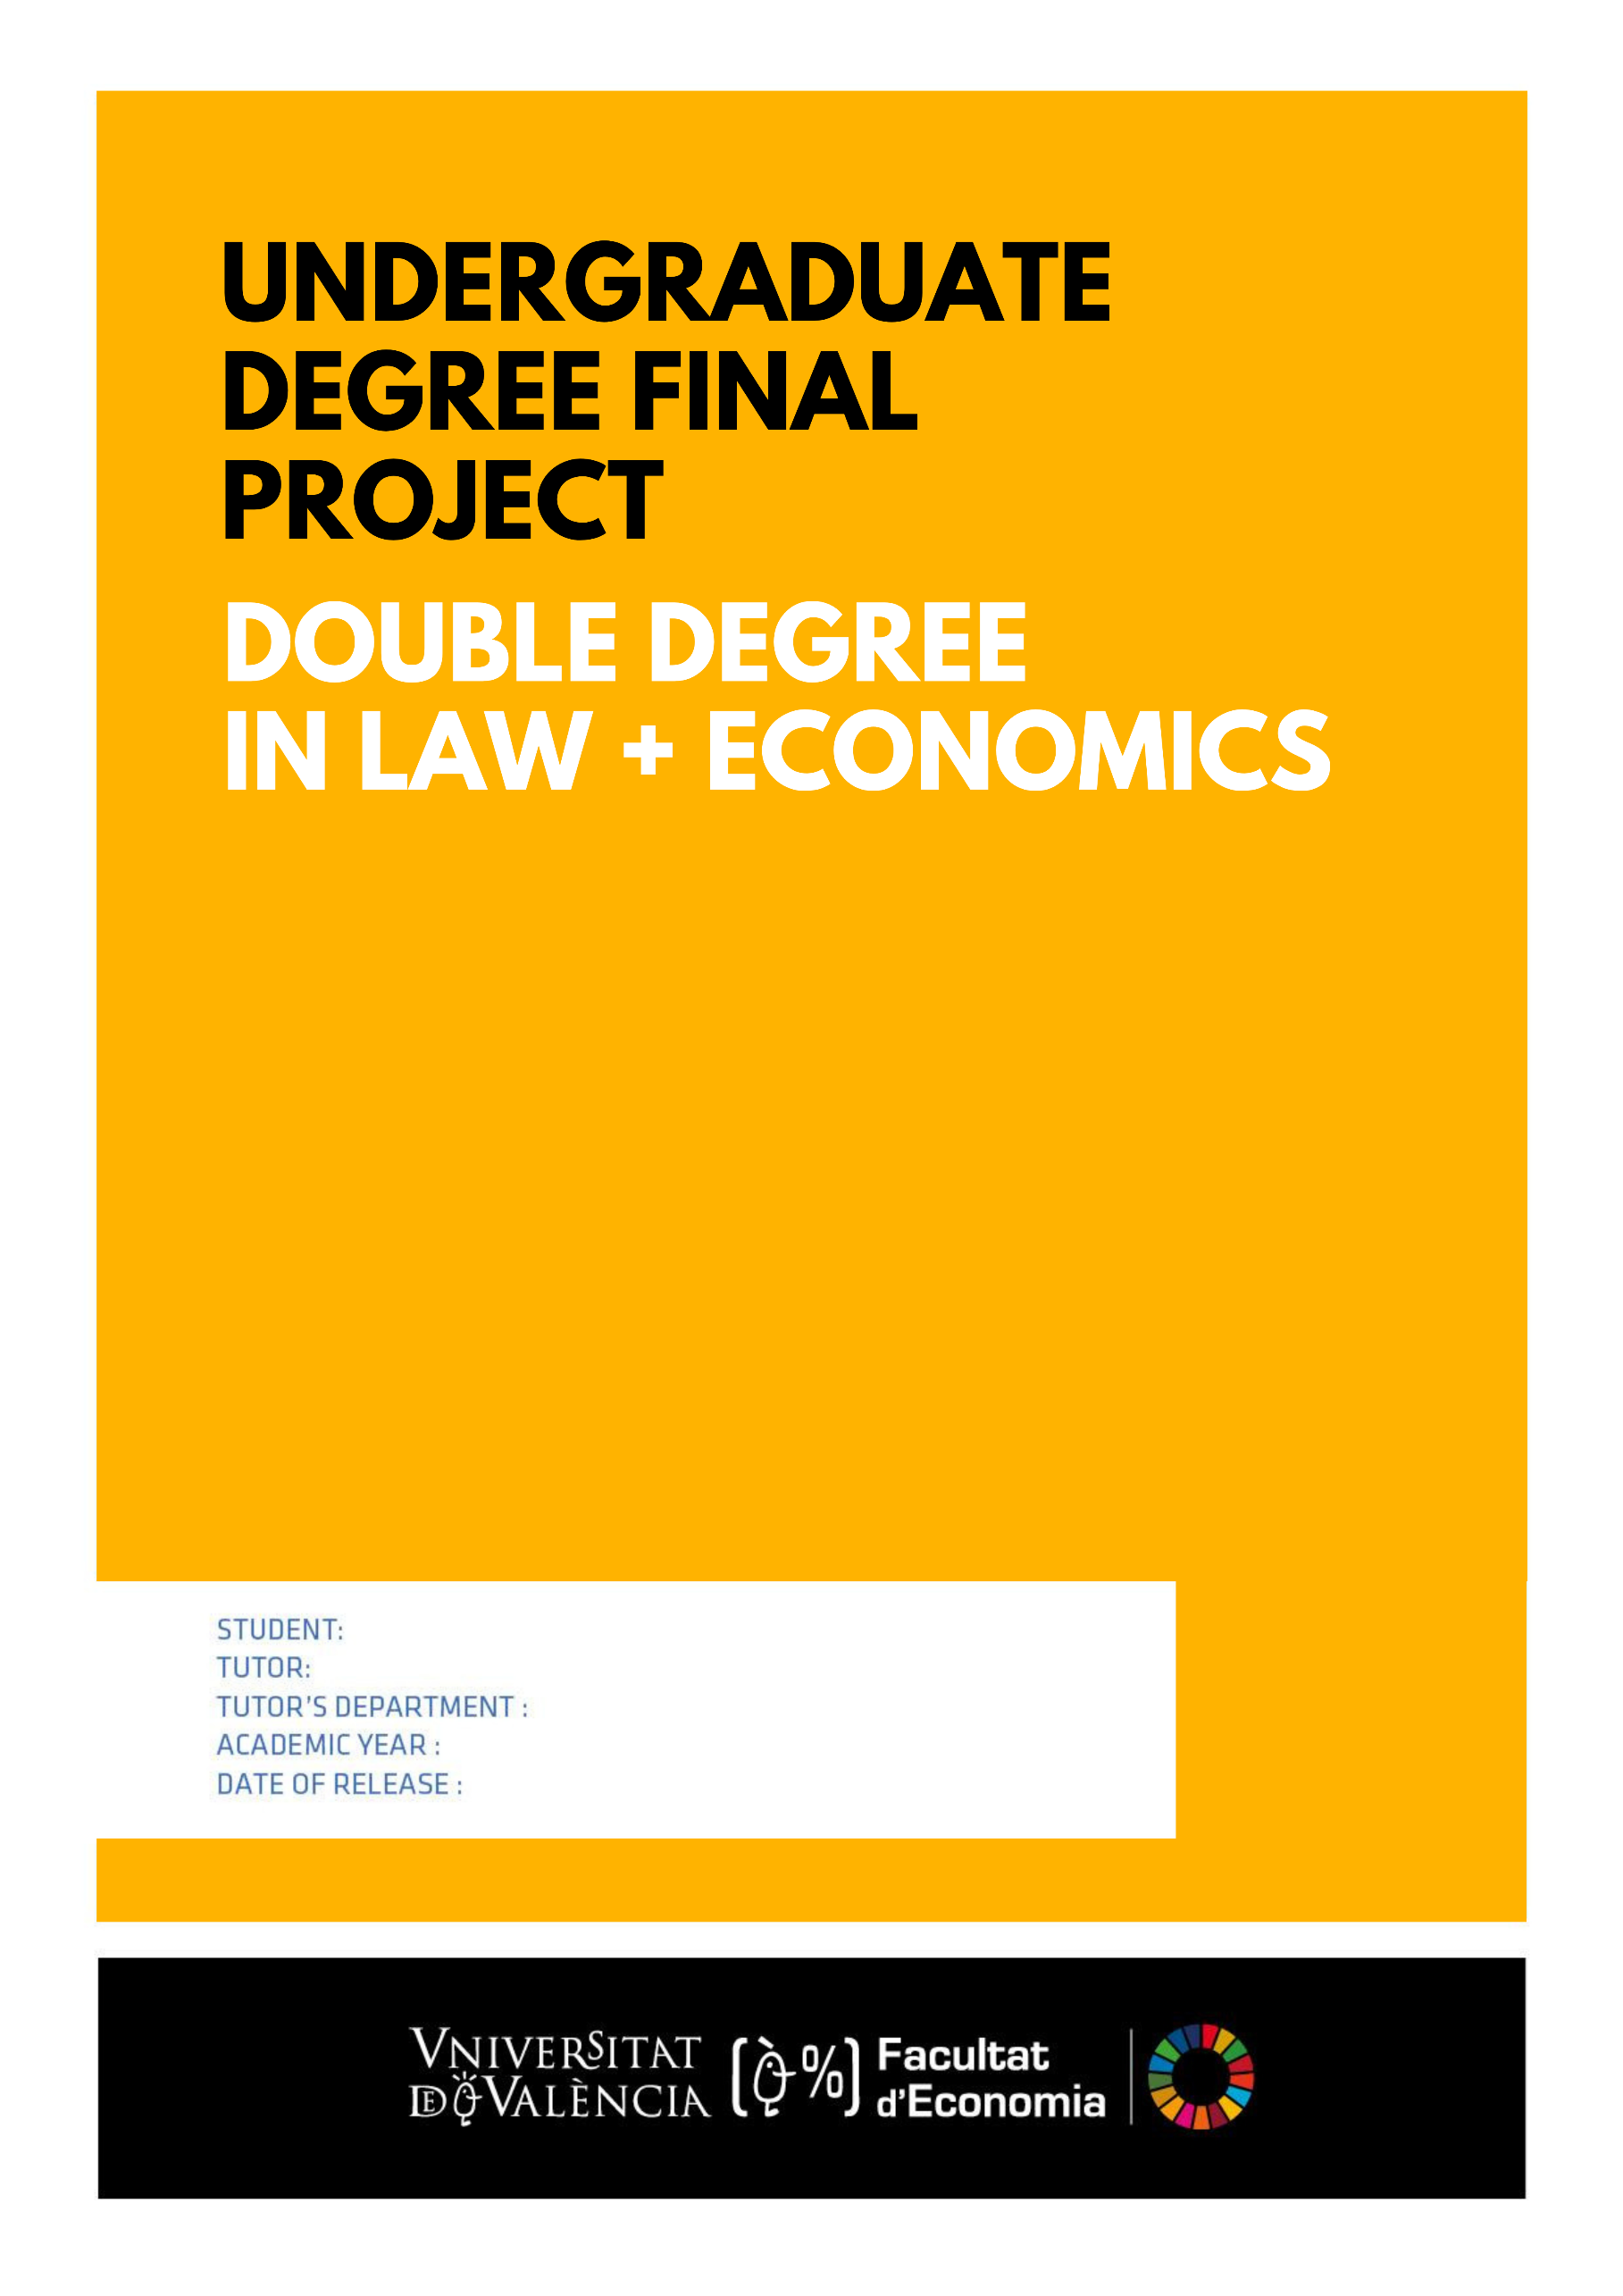 UNDERGRADUATE
DEGREE FINAL
PROJECT
DOUBLE DEGREE
IN LAW + ECONOMICS
STUDENT:
TUTOR:
TUTOR'S DEPARTMENT :
ACADEMIC YEAR :
DATE OF RELEASE :
VNIVERSITAT
DE VALÈNCIA
[ò%]
Facultat
d'Economia